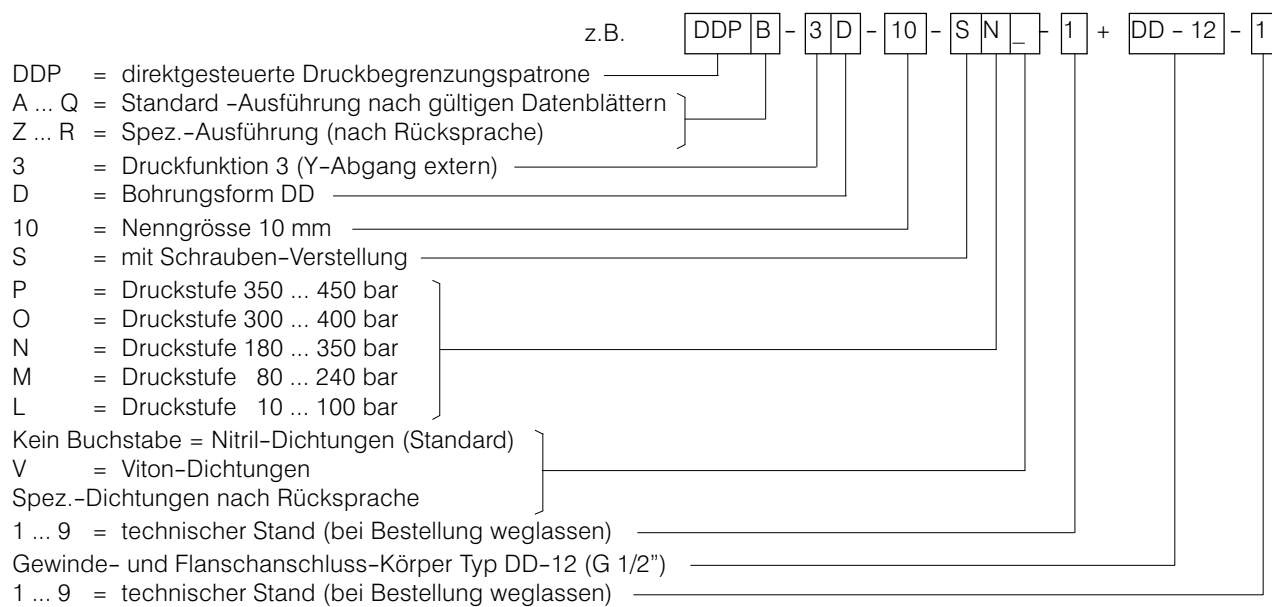 z.B. DDP B - 3 D - 10 - S N _ - 1 + DD - 12 - 1
DDP = direktgesteuerte Druckbegrenzungspatrone
A ... Q = Standard -Ausführung nach gültigen Datenblättern
Z ... R = Spez.-Ausführung (nach Rücksprache)
3 = Druckfunktion 3 (Y-Abgang extern)
D = Bohrungsform DD
10 = Nenngrösse 10 mm
S = mit Schrauben-Verstellung
P = Druckstufe 350 ... 450 bar
O = Druckstufe 300 ... 400 bar
N = Druckstufe 180 ... 350 bar
M = Druckstufe 80 ... 240 bar
L = Druckstufe 10 ... 100 bar
Kein Buchstabe = Nitril-Dichtungen (Standard)
V = Viton-Dichtungen
Spez.-Dichtungen nach Rücksprache
1 ... 9 = technischer Stand (bei Bestellung weglassen)
Gewinde- und Flanschanschluss-Körper Typ DD-12 (G 1/2”)
1 ... 9 = technischer Stand (bei Bestellung weglassen)